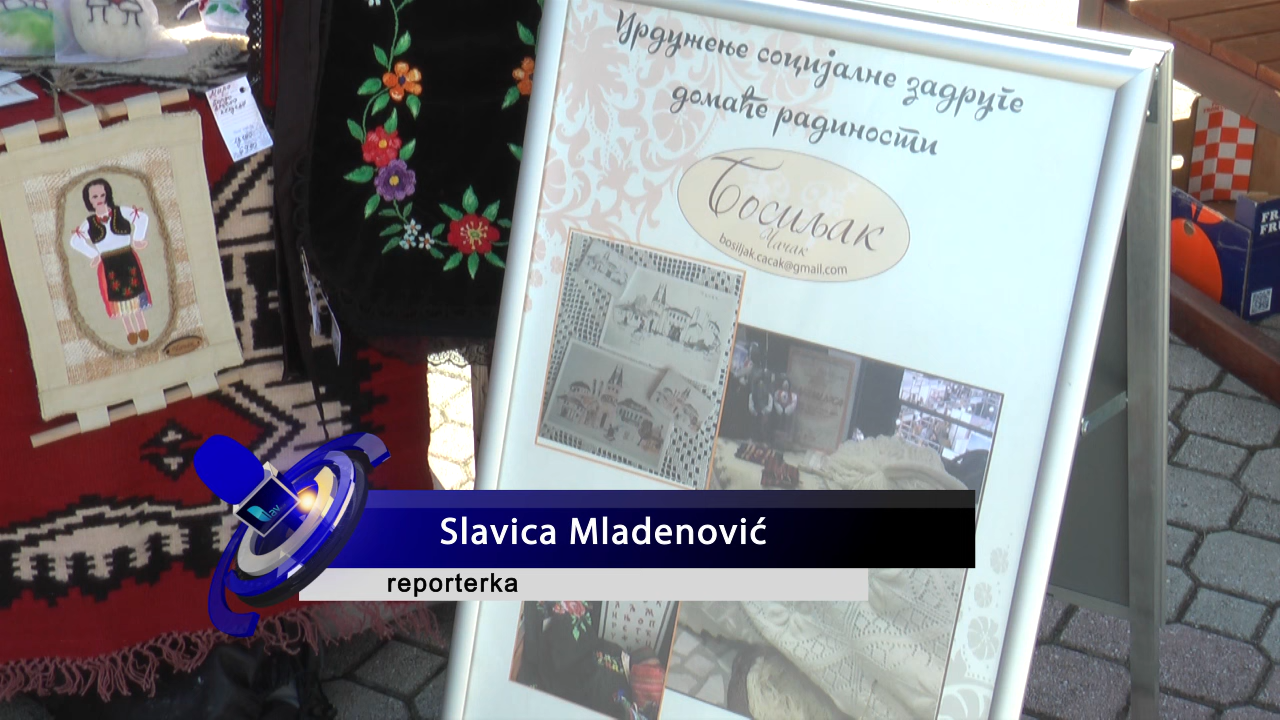 Удружење социјалне задруге
домаће радиности
Босиљак
Чачак
bosiljak.cacak@gmail.com
Slavica Mladenović
reporterka